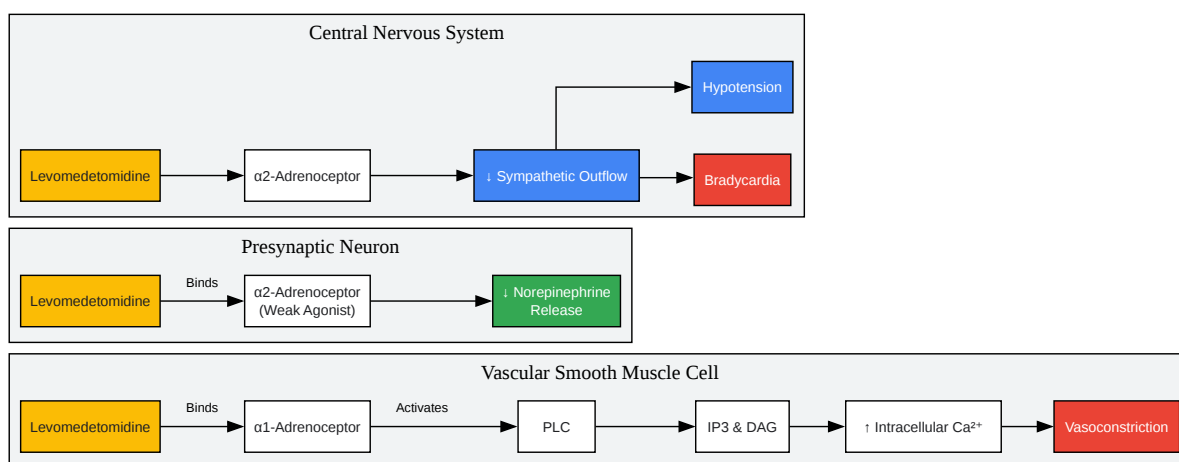 Central Nervous System
Hypotension
Levomedetomidine
α2-Adrenoceptor
↓ Sympathetic Outflow
Bradycardia
Presynaptic Neuron
Levomedetomidine
Binds
α2-Adrenoceptor
(Weak Agonist)
↓ Norepinephrine
Release
Vascular Smooth Muscle Cell
Levomedetomidine
Binds
α1-Adrenoceptor
Activates
PLC
IP3 & DAG
↑ Intracellular Ca²⁺
Vasoconstriction